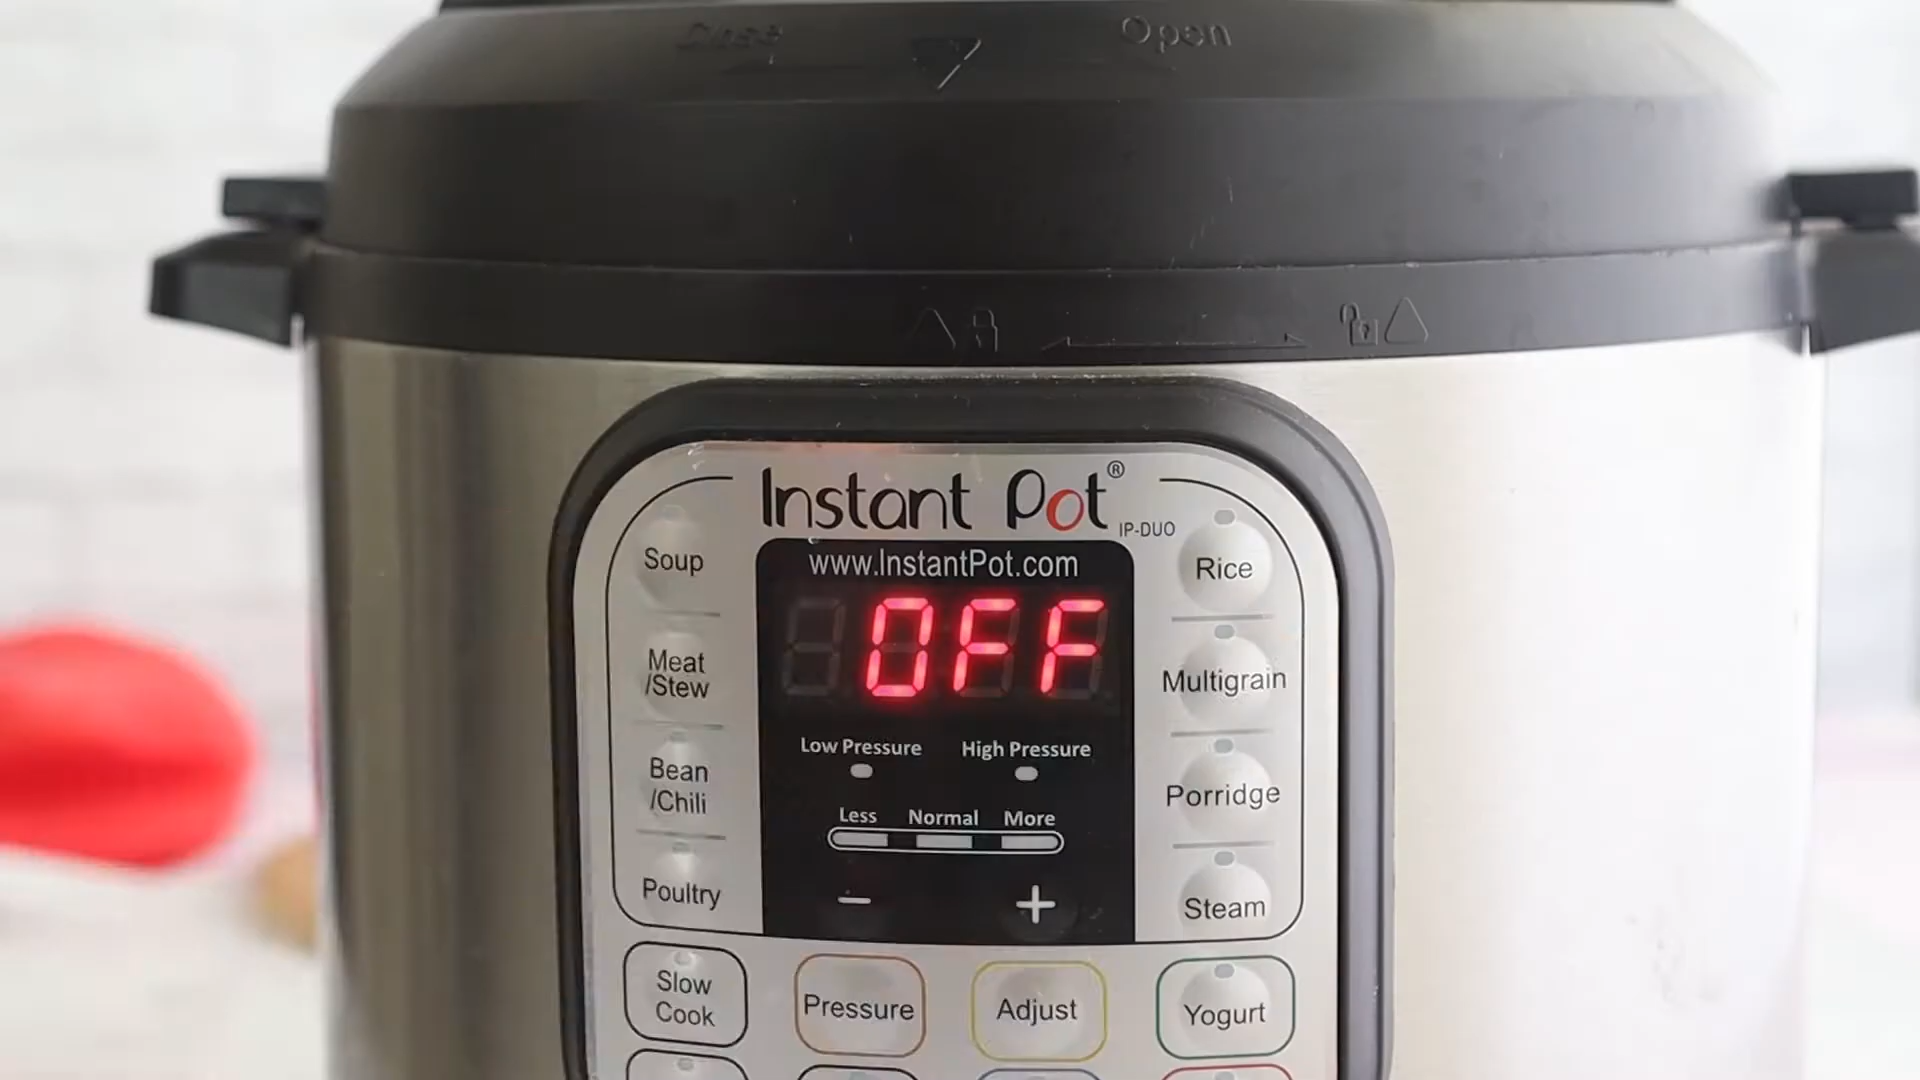 Close Open
Instant Pot®
IP-DUO
www.InstantPot.com
OFF
Soup
Meat
/Stew
Bean
/Chili
Poultry
Low Pressure High Pressure
Less Normal More
− +
Rice
Multigrain
Porridge
Steam
Slow
Cook
Pressure
Adjust
Yogurt